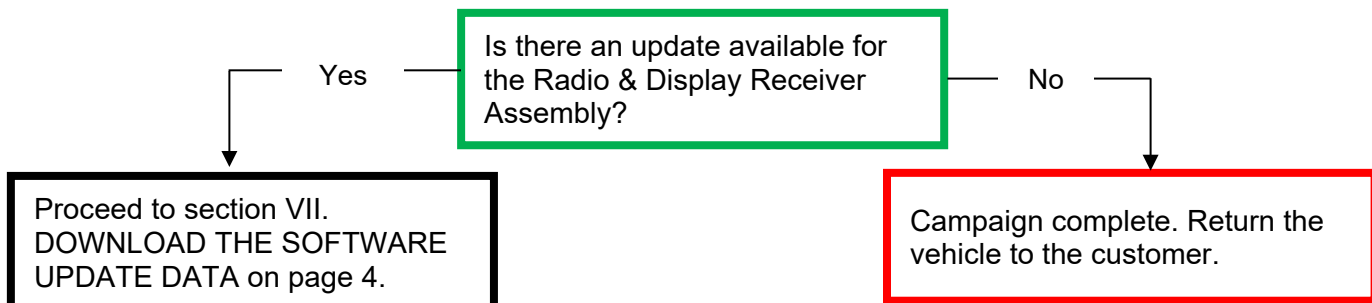 Is there an update available for
the Radio & Display Receiver
Assembly?
Yes
No
Proceed to section VII.
DOWNLOAD THE SOFTWARE
UPDATE DATA on page 4.
Campaign complete. Return the
vehicle to the customer.